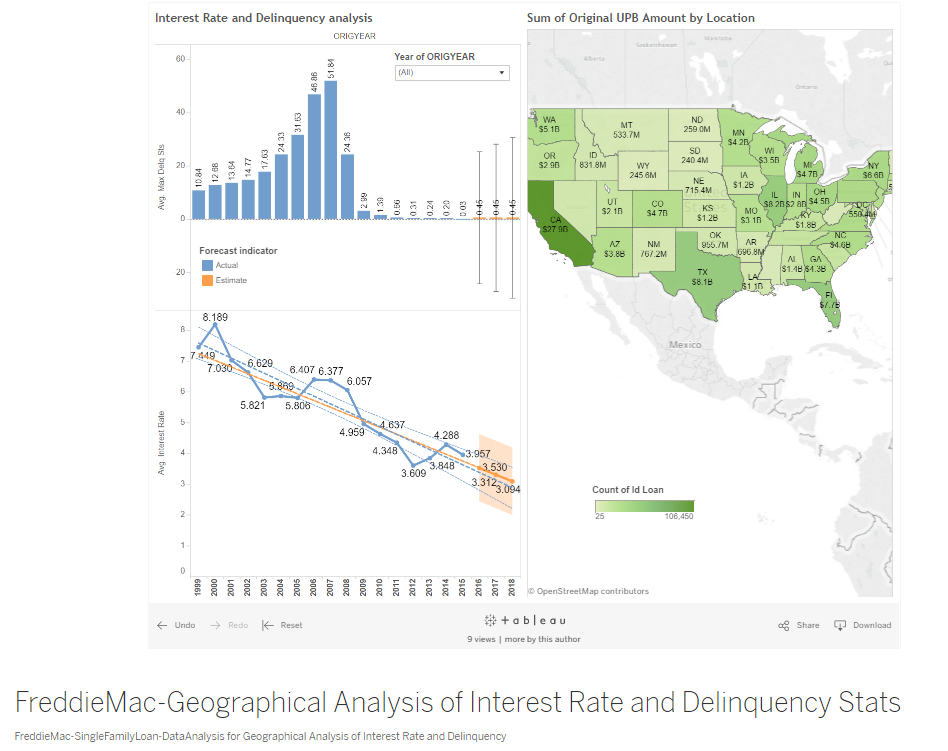 Interest Rate and Delinquency analysis
ORIGYEAR
Year of ORIGYEAR
(All)
Avg. Max Delq Sts
60
40
20
0
20
10.84
12.68
13.64
14.77
17.63
24.33
31.63
46.86
51.84
24.36
2.99
1.39
0.66
0.31
0.24
0.20
0.03
0.45
0.45
0.45
Forecast indicator
Actual
Estimate
Avg. Interest Rate
8
7
6
5
4
3
2
1
0
7.449
8.189
7.030
6.629
5.821
5.869
5.806
6.407
6.377
6.057
4.959
4.637
4.348
3.609
3.848
4.288
3.957
3.530
3.312
3.094
1999
2000
2001
2002
2003
2004
2005
2006
2007
2008
2009
2010
2011
2012
2013
2014
2015
2016
2017
2018
Sum of Original UPB Amount by Location
Alberta
Saskatchewan
Manitoba
Ontario
WA
$5.1B
MT
533.7M
ND
259.0M
MN
$4.2B
OR
$2.9B
ID
831.8M
SD
240.4M
WI
$3.5B
MI
$4.7B
NY
$6.6B
WY
245.6M
IA
$1.2B
NE
715.4M
IL
$8.2B
IN
$2.8B
OH
$4.5B
DC
550.4M
CA
$27.9B
UT
$2.1B
CO
$4.7B
KS
$1.2B
MO
$3.1B
KY
$1.8B
NC
$4.6B
AZ
$3.8B
NM
767.2M
OK
955.7M
AR
696.8M
TX
$8.1B
LA
$1.1B
AL
$1.4B
GA
$4.3B
FL
$7.7B
Mexico
Count of Id Loan
25
106,450
© OpenStreetMap contributors
Undo
Redo
Reset
+ableau
9 views | more by this author
Share
Download
FreddieMac-Geographical Analysis of Interest Rate and Delinquency Stats
FreddieMac-SingleFamilyLoan-DataAnalysis for Geographical Analysis of Interest Rate and Delinquency